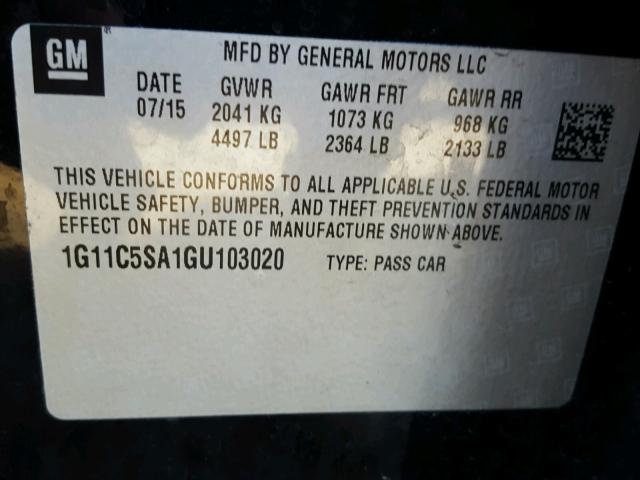 GM
MFD BY GENERAL MOTORS LLC
DATE GVWR GAWR FRT GAWR RR
07/15 2041 KG 1073 KG 968 KG
4497 LB 2364 LB 2133 LB
THIS VEHICLE CONFORMS TO ALL APPLICABLE U.S. FEDERAL MOTOR
VEHICLE SAFETY, BUMPER, AND THEFT PREVENTION STANDARDS IN
EFFECT ON THE DATE OF MANUFACTURE SHOWN ABOVE.
1G11C5SA1GU103020 TYPE: PASS CAR